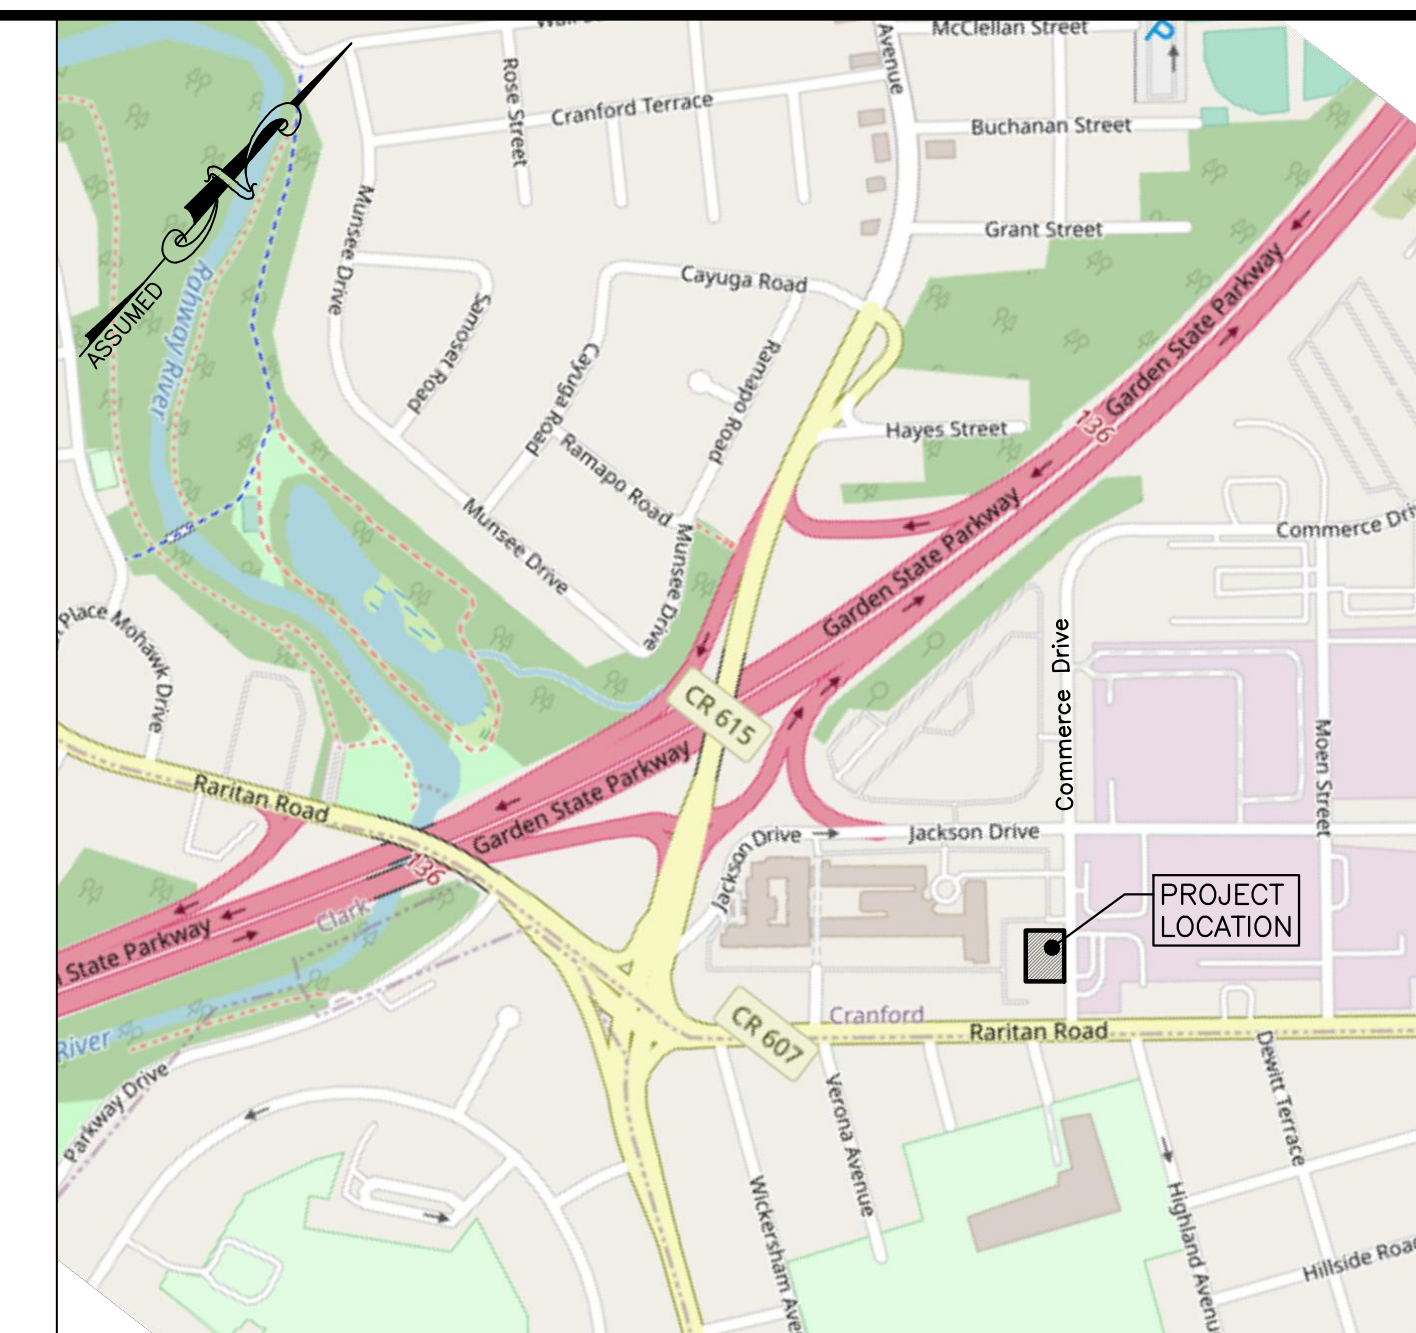 McClellan Street
Avenue
P
Rose Street
Cranford Terrace
Buchanan Street
Munsee Drive
Grant Street
Cayuga Road
Rahway River
ASSUMED
Samoset Road
Cayuga Road
Ramapo Road
Garden State Parkway
136
Hayes Street
Ramapo Road
Munsee Drive
Munsee Drive
Garden State Parkway
Commerce
Place Mohawk Drive
Commerce Drive
CR 615
Moen Street
Raritan Road
Garden State Parkway
Jackson Drive
Jackson Drive
136
Clark
State Parkway
PROJECT
LOCATION
Cranford
CR 607
Raritan Road
River
Parkway Drive
Verona Avenue
Dewitt Terrace
Wickersham Ave
Highland Avenu
Hillside Road